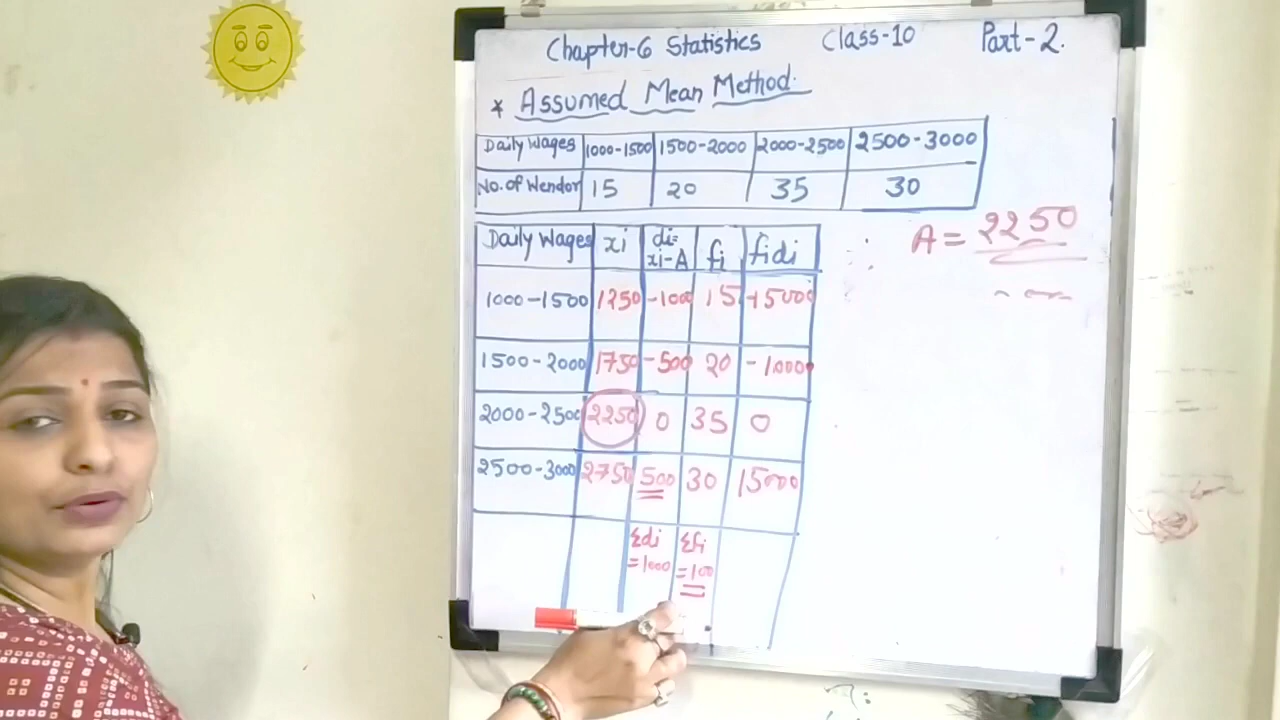 Chapter-6 Statistics Class-10 Part-2.
* Assumed Mean Method.
Daily Wages 1000-1500 1500-2000 2000-2500 2500-3000
No. of Wendor 15 20 35 30
A = 2250
Daily Wages xi di= xi-A fi fidi
1000-1500 1250 -1000 15 -15000
1500-2000 1750 -500 20 -10000
2000-2500 2250 0 35 0
2500-3000 2750 500 30 15000
Σdi Σfi
=1000 =100